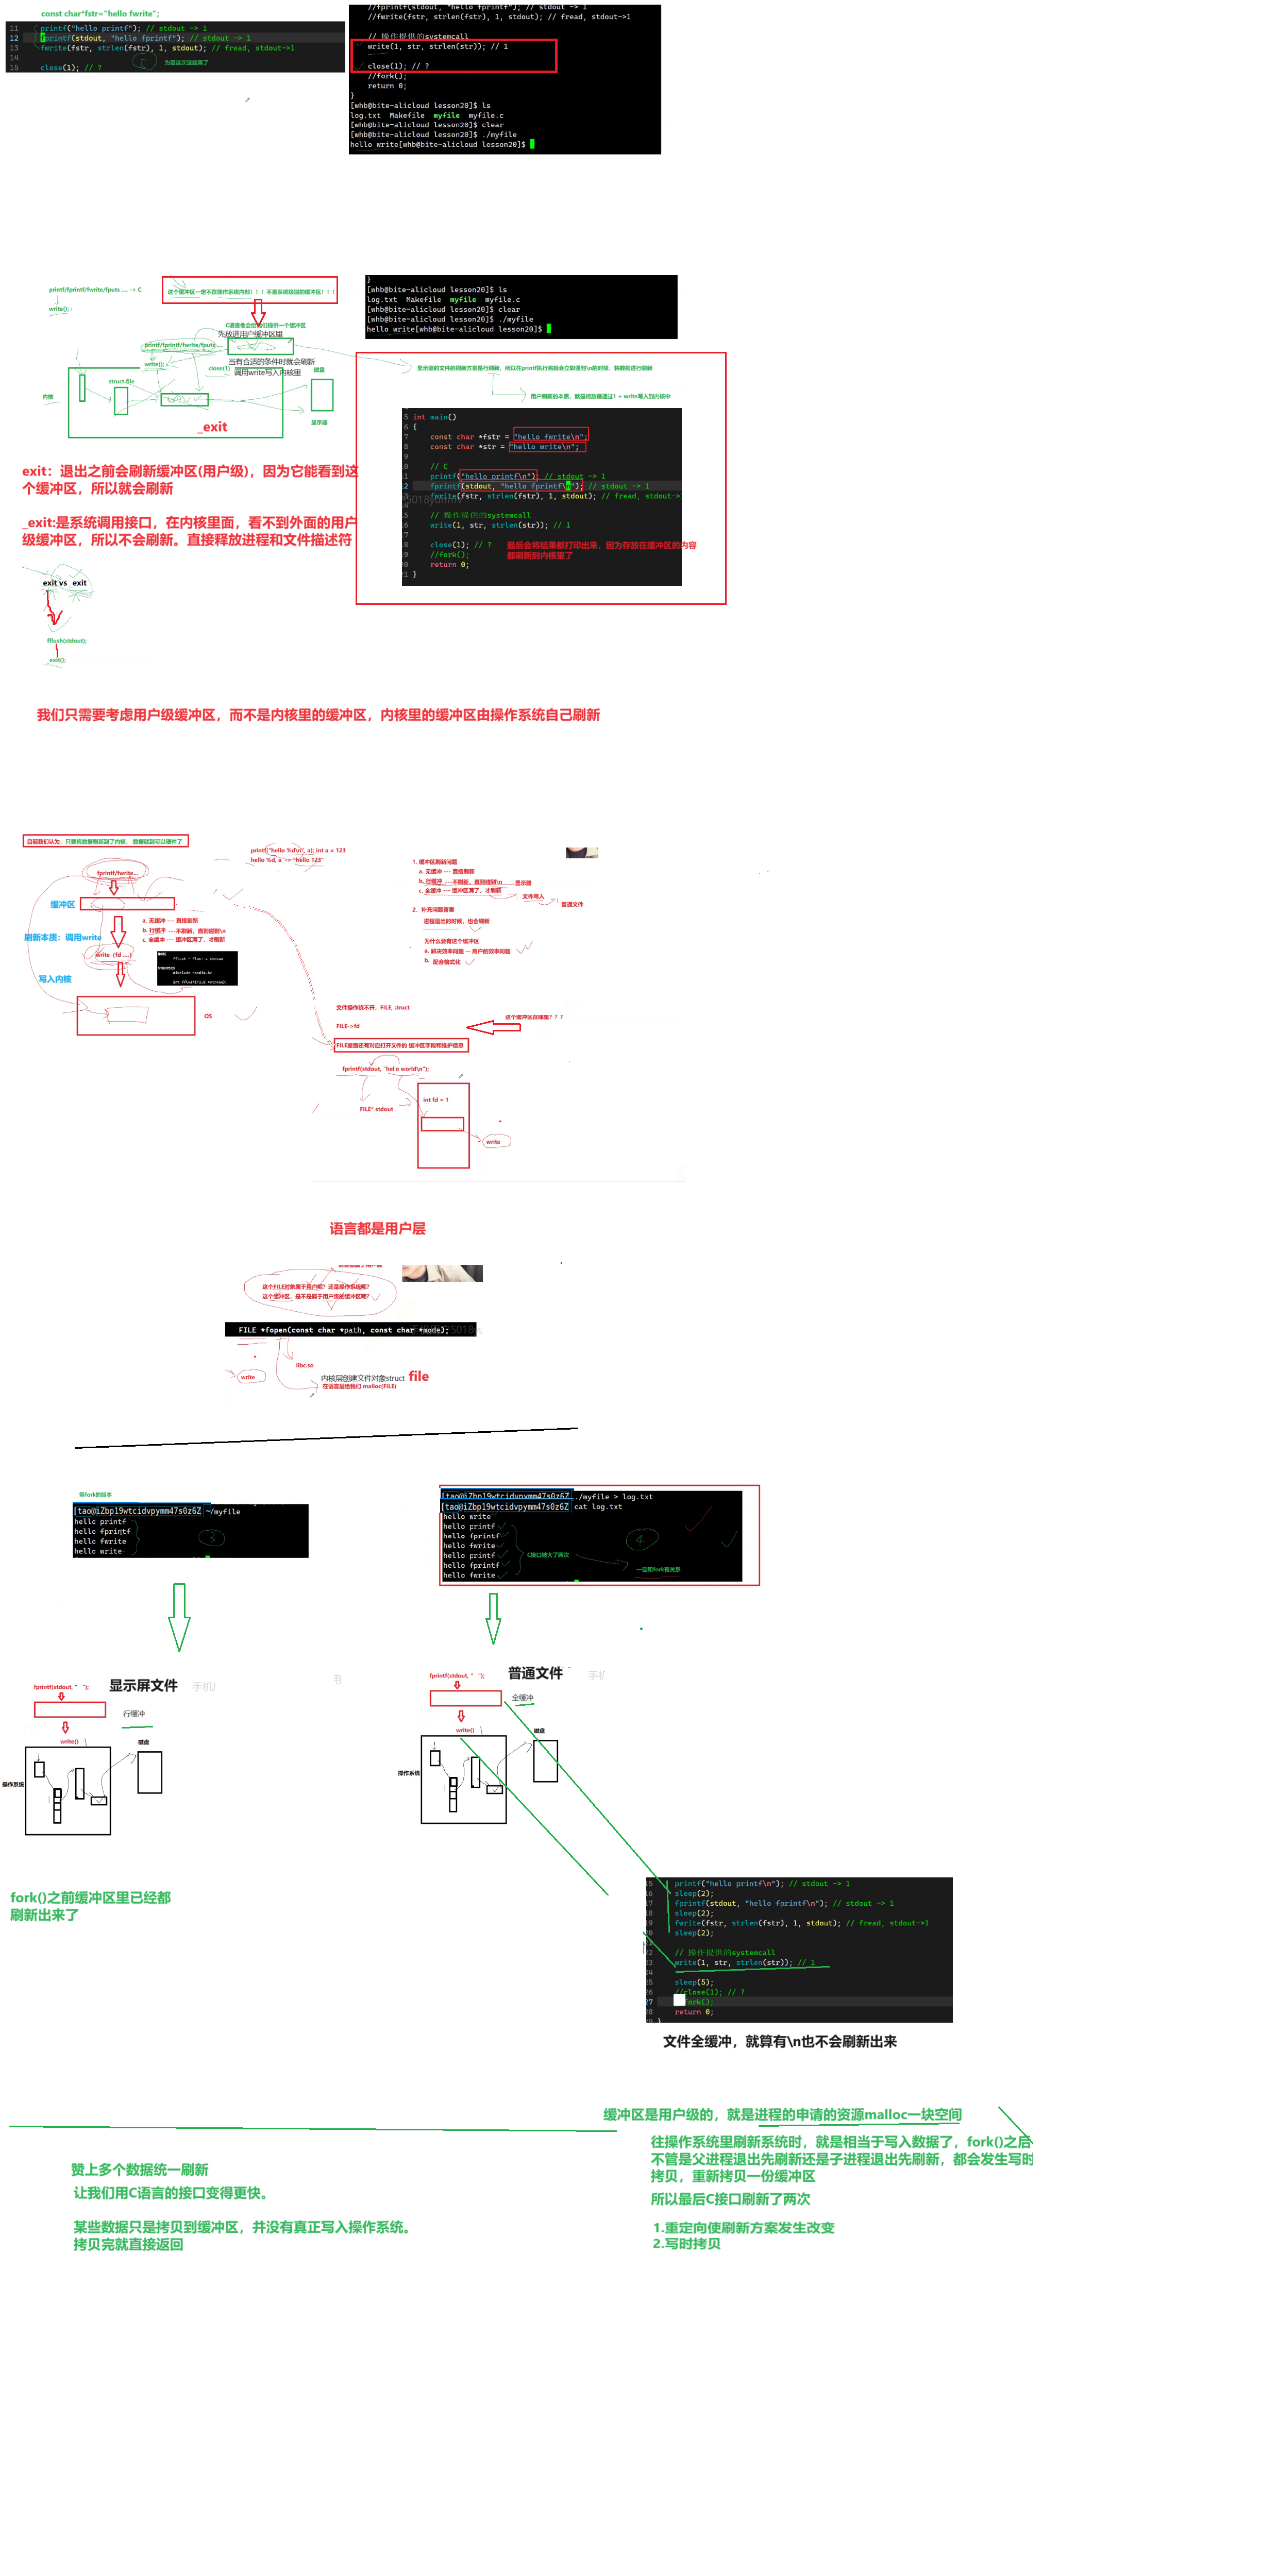 const char*fstr="hello fwrite";
11 printf("hello printf"); // stdout -> 1
12 fprintf(stdout, "hello fprintf"); // stdout -> 1
13 fwrite(fstr, strlen(fstr), 1, stdout); // fread, stdout->1
14
15 close(1); // ?
//fprintf(stdout, "hello fprintf"); // stdout -> 1
//fwrite(fstr, strlen(fstr), 1, stdout); // fread, stdout->1
// 操作提供的systemcall
write(1, str, strlen(str)); // 1
close(1); // ?
//fork();
return 0;
}
[whb@bite-alicloud lesson20]$ ls
log.txt Makefile myfile myfile.c
[whb@bite-alicloud lesson20]$ clear
[whb@bite-alicloud lesson20]$ ./myfile
hello write[whb@bite-alicloud lesson20]$
printf/fprintf/fwrite/fputs .... -> C
write();
这个缓冲区一定不在操作系统内部！！！不是系统级别的缓冲区！！！
C语言他会给我们提供一个缓冲区
先放进用户缓冲区里
printf/fprintf/fwrite/fputs
write();
close(1)
当有合适的条件时就会刷新
调用write写入内核里
struct file
内核
磁盘
显示器
_exit
}
[whb@bite-alicloud lesson20]$ ls
log.txt Makefile myfile myfile.c
[whb@bite-alicloud lesson20]$ clear
[whb@bite-alicloud lesson20]$ ./myfile
hello write[whb@bite-alicloud lesson20]$
显示器的文件的刷新方案是行刷新，所以在printf执行完就会立即遇到\n的时候，将数据进行刷新
用户刷新的本质，就是将数据通过1 + write写入到内核中
5 int main()
6 {
7 const char *fstr = "hello fwrite\n";
8 const char *str = "hello write\n";
9
10 // C
11 printf("hello printf\n"); // stdout -> 1
12 fprintf(stdout, "hello fprintf\n"); // stdout -> 1
13 fwrite(fstr, strlen(fstr), 1, stdout); // fread, stdout->
14
15 // 操作提供的systemcall
16 write(1, str, strlen(str)); // 1
17
18 close(1); // ?
19 //fork();
20 return 0;
21 }
最后会将结果都打印出来，因为存放在缓冲区的内容
都刷新到内核里了
exit：退出之前会刷新缓冲区(用户级)，因为它能看到这
个缓冲区，所以就会刷新
_exit:是系统调用接口，在内核里面，看不到外面的用户
级缓冲区，所以不会刷新。直接释放进程和文件描述符
exit vs _exit
fflush(stdout);
_exit();
我们只需要考虑用户级缓冲区，而不是内核里的缓冲区，内核里的缓冲区由操作系统自己刷新
目前我们认为，只要将数据刷新到了内核，数据就到可以硬件了
fprintf/fwrite...
缓冲区
刷新本质：调用write
write（fd ....）
写入内核
OS
a. 无缓冲 --- 直接刷新
b. 行缓冲 ---不刷新，直到碰到\n
c. 全缓冲 --- 缓冲区满了，才刷新
printf("hello %d\n", a); int a = 123
hello %d, a >> "hello 123"
1. 缓冲区刷新问题
a. 无缓冲 --- 直接刷新
b. 行缓冲 ---不刷新，直到碰到\n 显示器
c. 全缓冲 --- 缓冲区满了，才刷新
文件写入
普通文件
2. 补充问题答案
进程退出的时候，也会刷新
为什么要有这个缓冲区
a. 解决效率问题 -- 用户的效率问题
b. 配合格式化
文件操作绕不开，FILE, struct
FILE->fd
这个缓冲区在哪里？？？
FILE里面还有对应打开文件的 缓冲区字段和维护信息
fprintf(stdout, "hello world\n");
FILE* stdout
int fd = 1
write
语言都是用户层
这个FILE对象属于用户呢？还是操作系统呢？
这个缓冲区，是不是属于用户级的缓冲区呢？
FILE *fopen(const char *path, const char *mode);
libc.so
write
内核层创建文件对象struct file
在语言层给我们 malloc(FILE)
带fork的版本
[tao@iZbp19wtcidvpymm47s0z6Z ~/myfile
hello printf
hello fprintf
hello fwrite
hello write
[tao@iZbp19wtcidvpymm47s0z6Z ./myfile > log.txt
[tao@iZbp19wtcidvpymm47s0z6Z cat log.txt
hello write
hello printf
hello fprintf
hello fwrite
hello printf
hello fprintf
hello fwrite
C接口被大了两次
一定和fork有关系
fprintf(stdout, " ");
显示屏文件
行缓冲
write()
磁盘
操作系统
fprintf(stdout, " ");
普通文件
全缓冲
write()
磁盘
操作系统
fork()之前缓冲区里已经都
刷新出来了
15 printf("hello printf\n"); // stdout -> 1
16 sleep(2);
17 fprintf(stdout, "hello fprintf\n"); // stdout -> 1
18 sleep(2);
19 fwrite(fstr, strlen(fstr), 1, stdout); // fread, stdout->1
20 sleep(2);
21
22 // 操作提供的systemcall
23 write(1, str, strlen(str)); // 1
24
25 sleep(5);
26 //close(1); // ?
27 fork();
28 return 0;
29 }
文件全缓冲，就算有\n也不会刷新出来
缓冲区是用户级的，就是进程的申请的资源malloc一块空间
往操作系统里刷新系统时，就是相当于写入数据了，fork()之后
不管是父进程退出先刷新还是子进程退出先刷新，都会发生写时
拷贝，重新拷贝一份缓冲区
所以最后C接口刷新了两次
1.重定向使刷新方案发生改变
2.写时拷贝
赞上多个数据统一刷新
让我们用C语言的接口变得更快。
某些数据只是拷贝到缓冲区，并没有真正写入操作系统。
拷贝完就直接返回